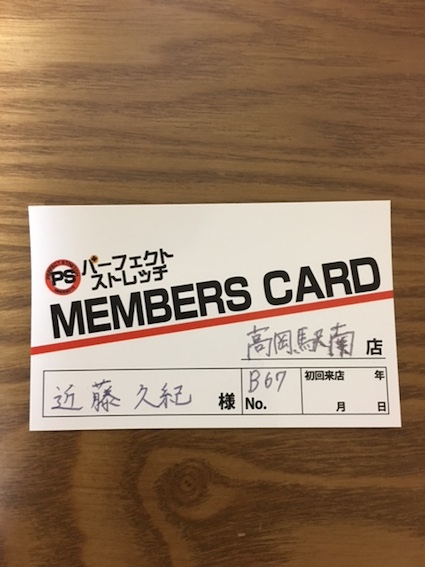 PS パーフェクト
ストレッチ
MEMBERS CARD
高岡駅南 店
近藤久紀 様 B67 No. 初回来店 年
月 日